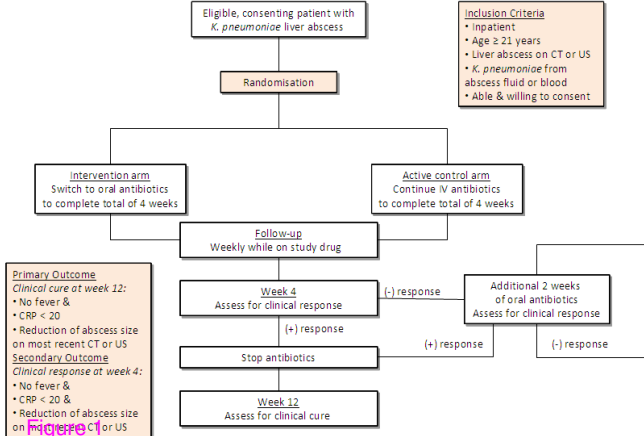 Eligible, consenting patient with
K. pneumoniae liver abscess
Inclusion Criteria
• Inpatient
• Age ≥ 21 years
• Liver abscess on CT or US
• K. pneumoniae from
abscess fluid or blood
• Able & willing to consent
Randomisation
Intervention arm
Switch to oral antibiotics
to complete total of 4 weeks
Active control arm
Continue IV antibiotics
to complete total of 4 weeks
Follow-up
Weekly while on study drug
Primary Outcome
Clinical cure at week 12:
• No fever &
• CRP < 20
• Reduction of abscess size
on most recent CT or US
Secondary Outcome
Clinical response at week 4:
• No fever &
• CRP < 20 &
• Reduction of abscess size
on most recent CT or US
Week 4
Assess for clinical response
(-) response
Additional 2 weeks
of oral antibiotics
Assess for clinical response
(+) response
Stop antibiotics
(+) response
(-) response
Week 12
Assess for clinical cure
Figure 1